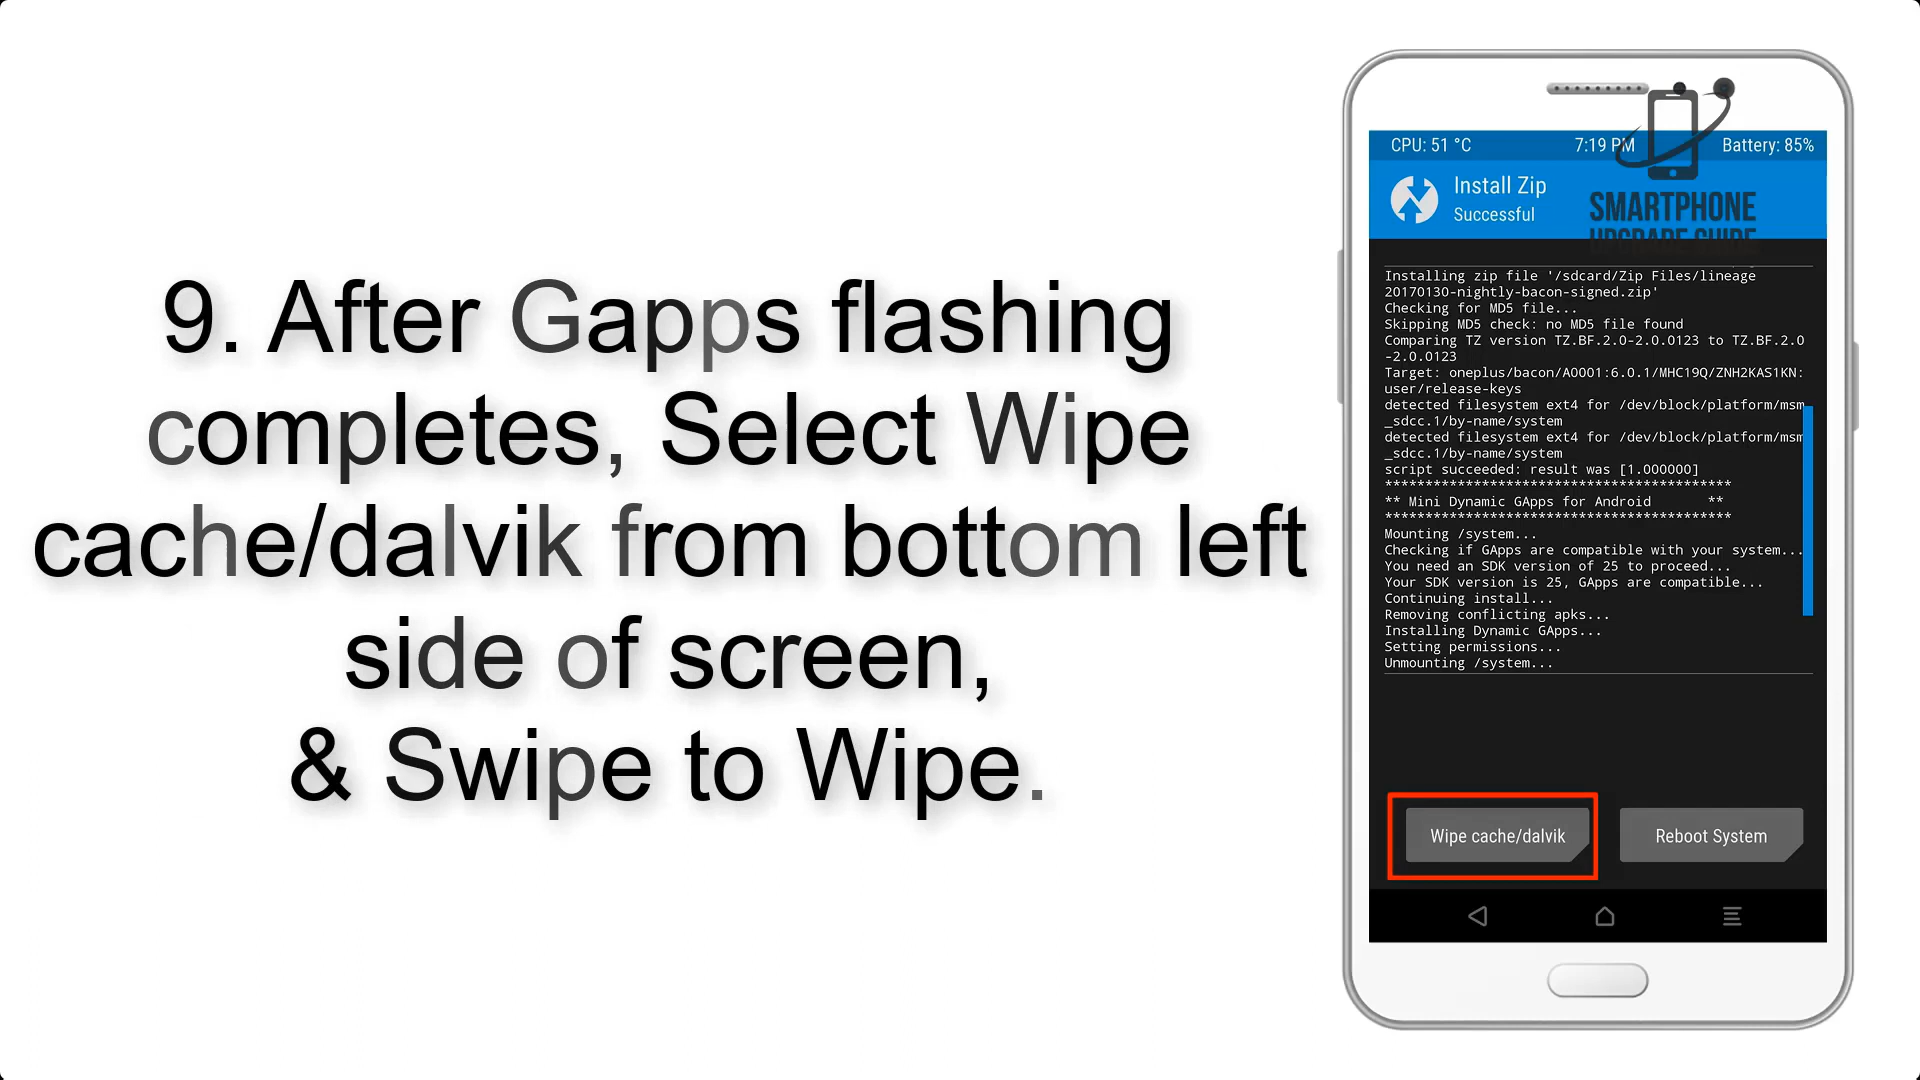 9. After Gapps flashing
completes, Select Wipe
cache/dalvik from bottom left
side of screen,
& Swipe to Wipe.
CPU: 51 °C 7:19 PM Battery: 85%
Install Zip
Successful
SMARTPHONE
UPGRADE GUIDE
Installing zip file '/sdcard/Zip Files/lineage
20170130-nightly-bacon-signed.zip'
Checking for MD5 file...
Skipping MD5 check: no MD5 file found
Comparing TZ version TZ.BF.2.0-2.0.0123 to TZ.BF.2.0
-2.0.0123
Target: oneplus/bacon/A0001:6.0.1/MHC19Q/ZNH2KAS1KN:
user/release-keys
detected filesystem ext4 for /dev/block/platform/msm
_sdcc.1/by-name/system
detected filesystem ext4 for /dev/block/platform/msm
_sdcc.1/by-name/system
script succeeded: result was [1.000000]
*******************************************
** Mini Dynamic GApps for Android **
*******************************************
Mounting /system...
Checking if GApps are compatible with your system...
You need an SDK version of 25 to proceed...
Your SDK version is 25, GApps are compatible...
Continuing install...
Removing conflicting apks...
Installing Dynamic GApps...
Setting permissions...
Unmounting /system...
Wipe cache/dalvik Reboot System